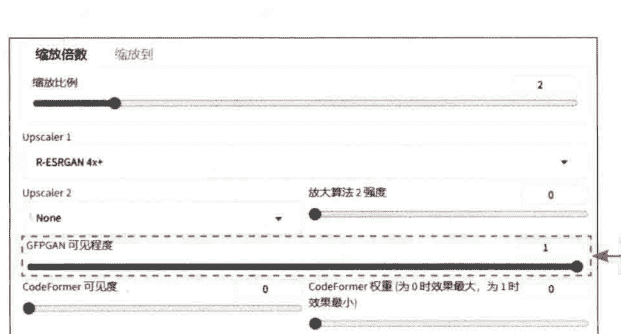 缩放倍数 缩放到
缩放比例 2
Upscaler 1
R-ESRGAN 4x+
Upscaler 2 放大算法 2 强度 0
None
GFPGAN 可见程度 1
CodeFormer 可见度 0 CodeFormer 权重 (为 0 时效果最大，为 1 时 0
效果最小)